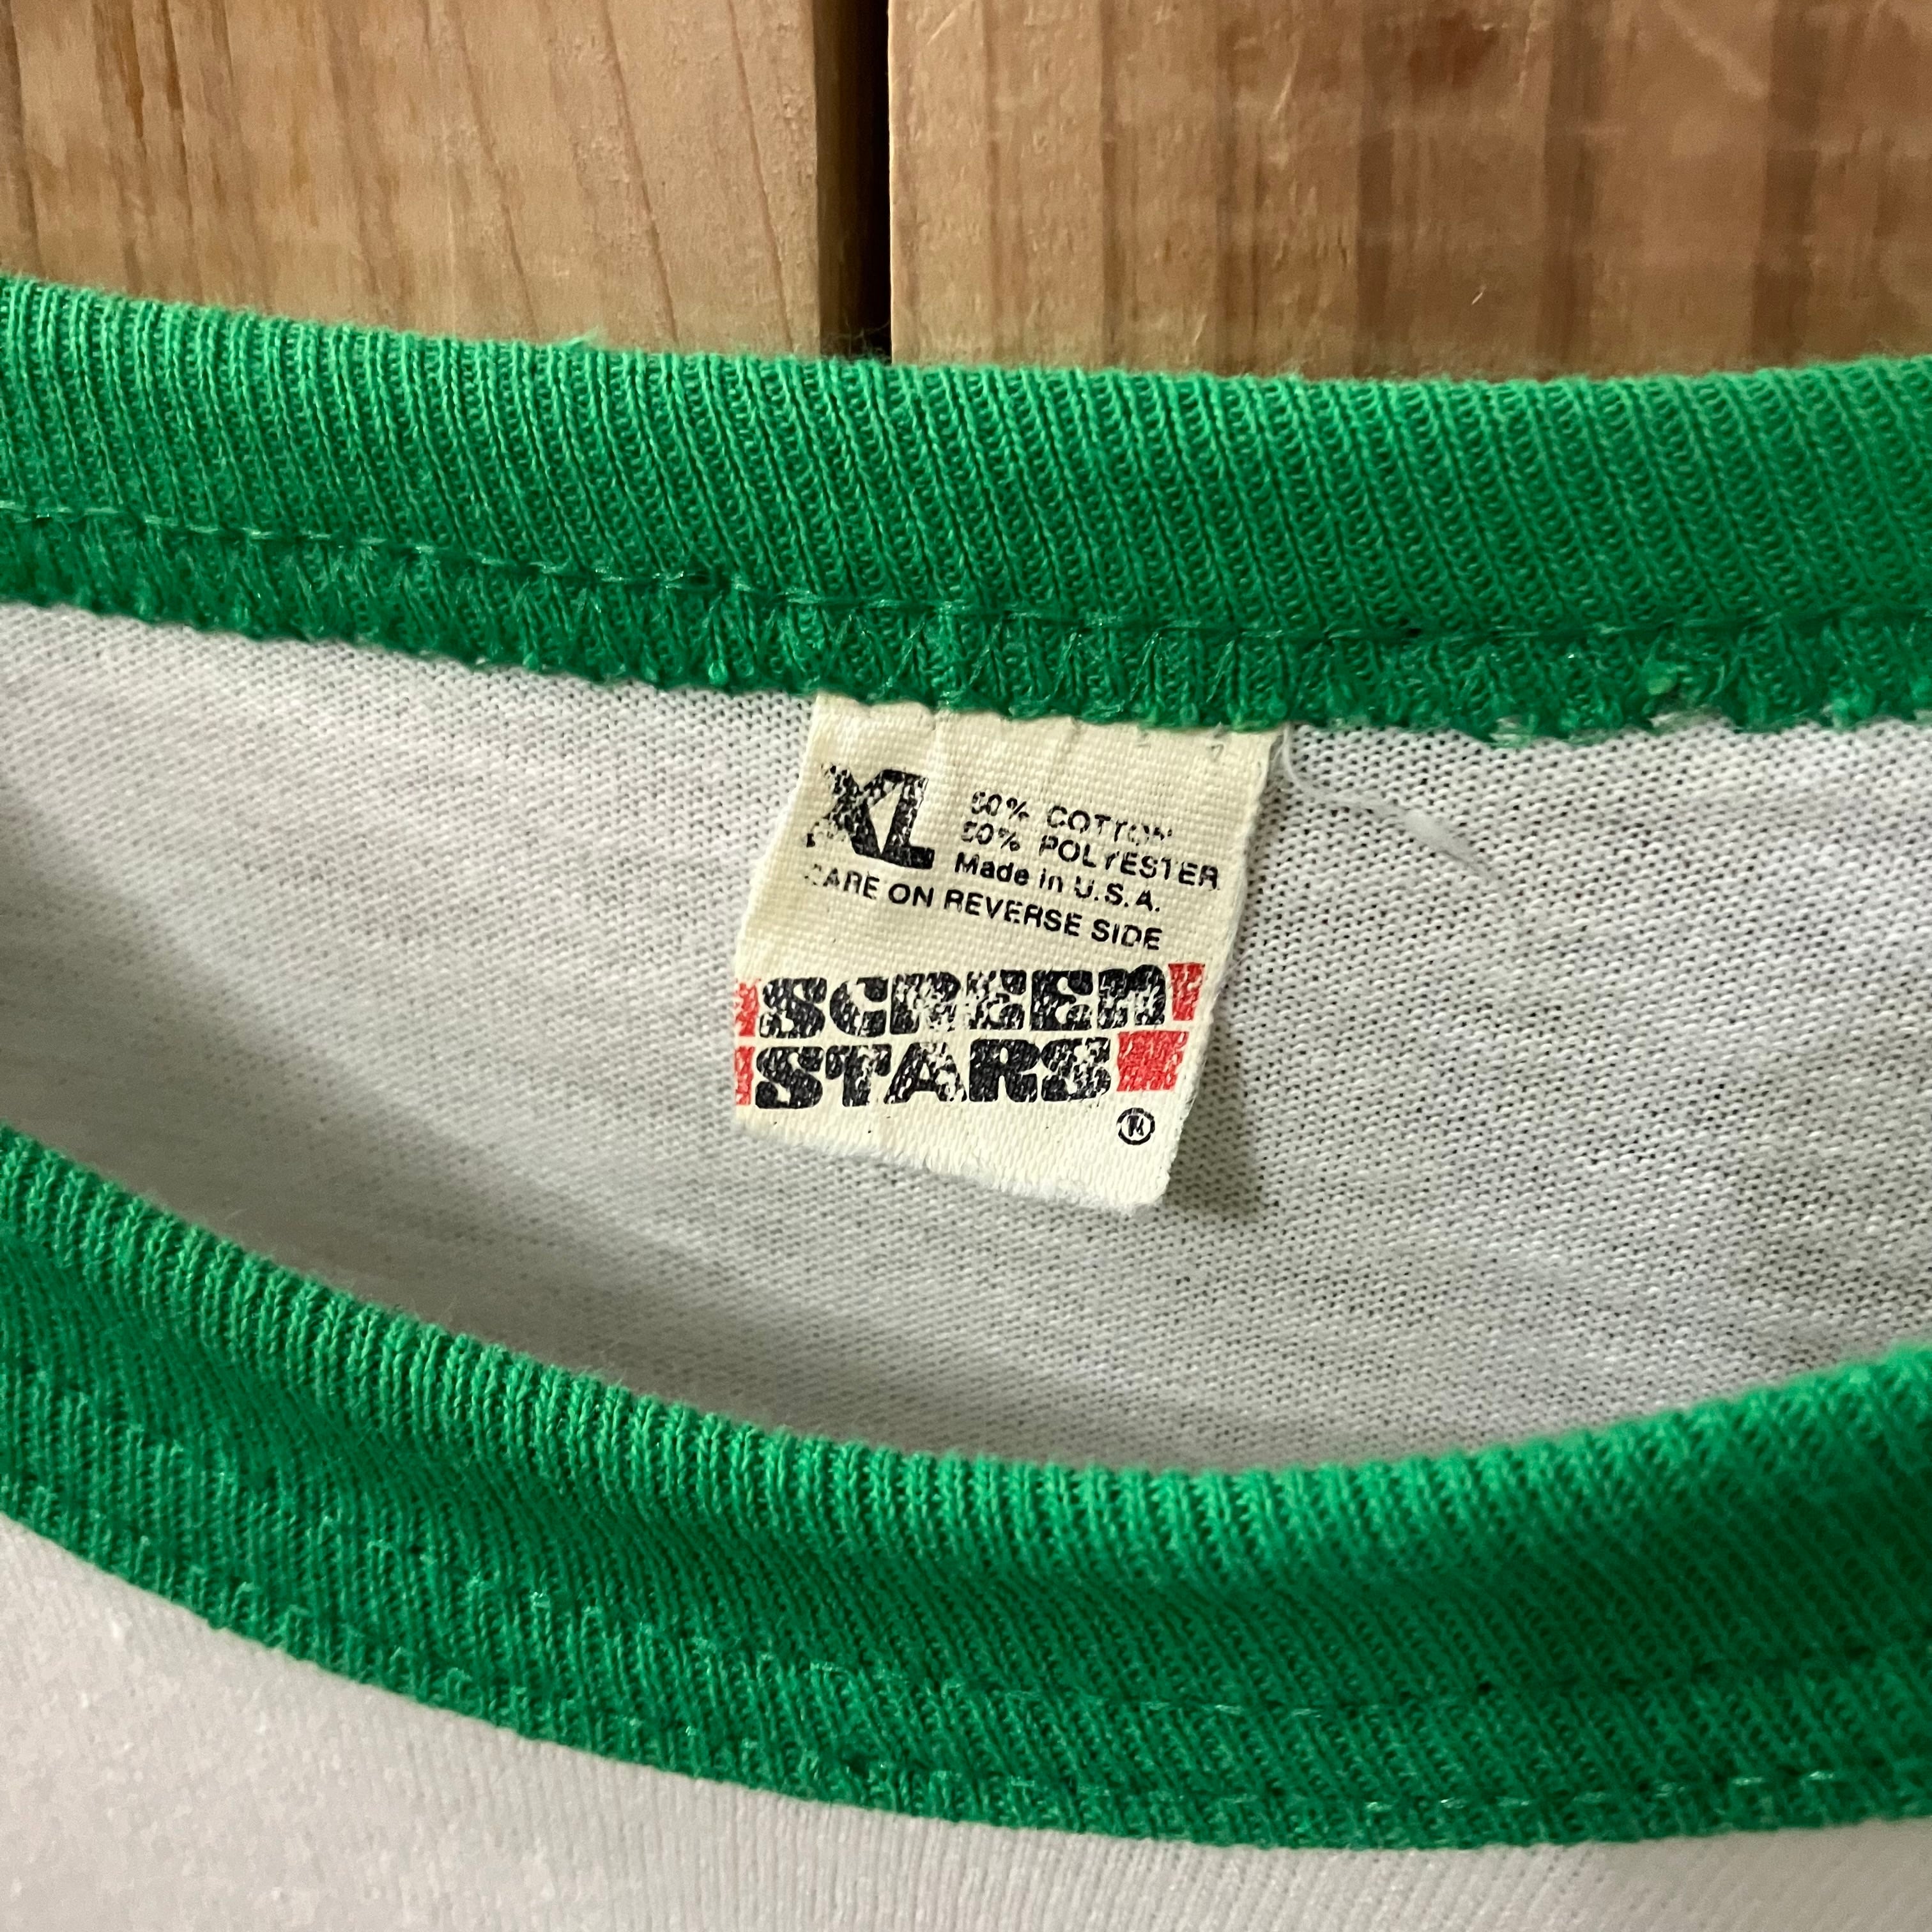 XL
50% COTTON
50% POLYESTER
Made in U.S.A.
CARE ON REVERSE SIDE
SCREEN
STARS
®